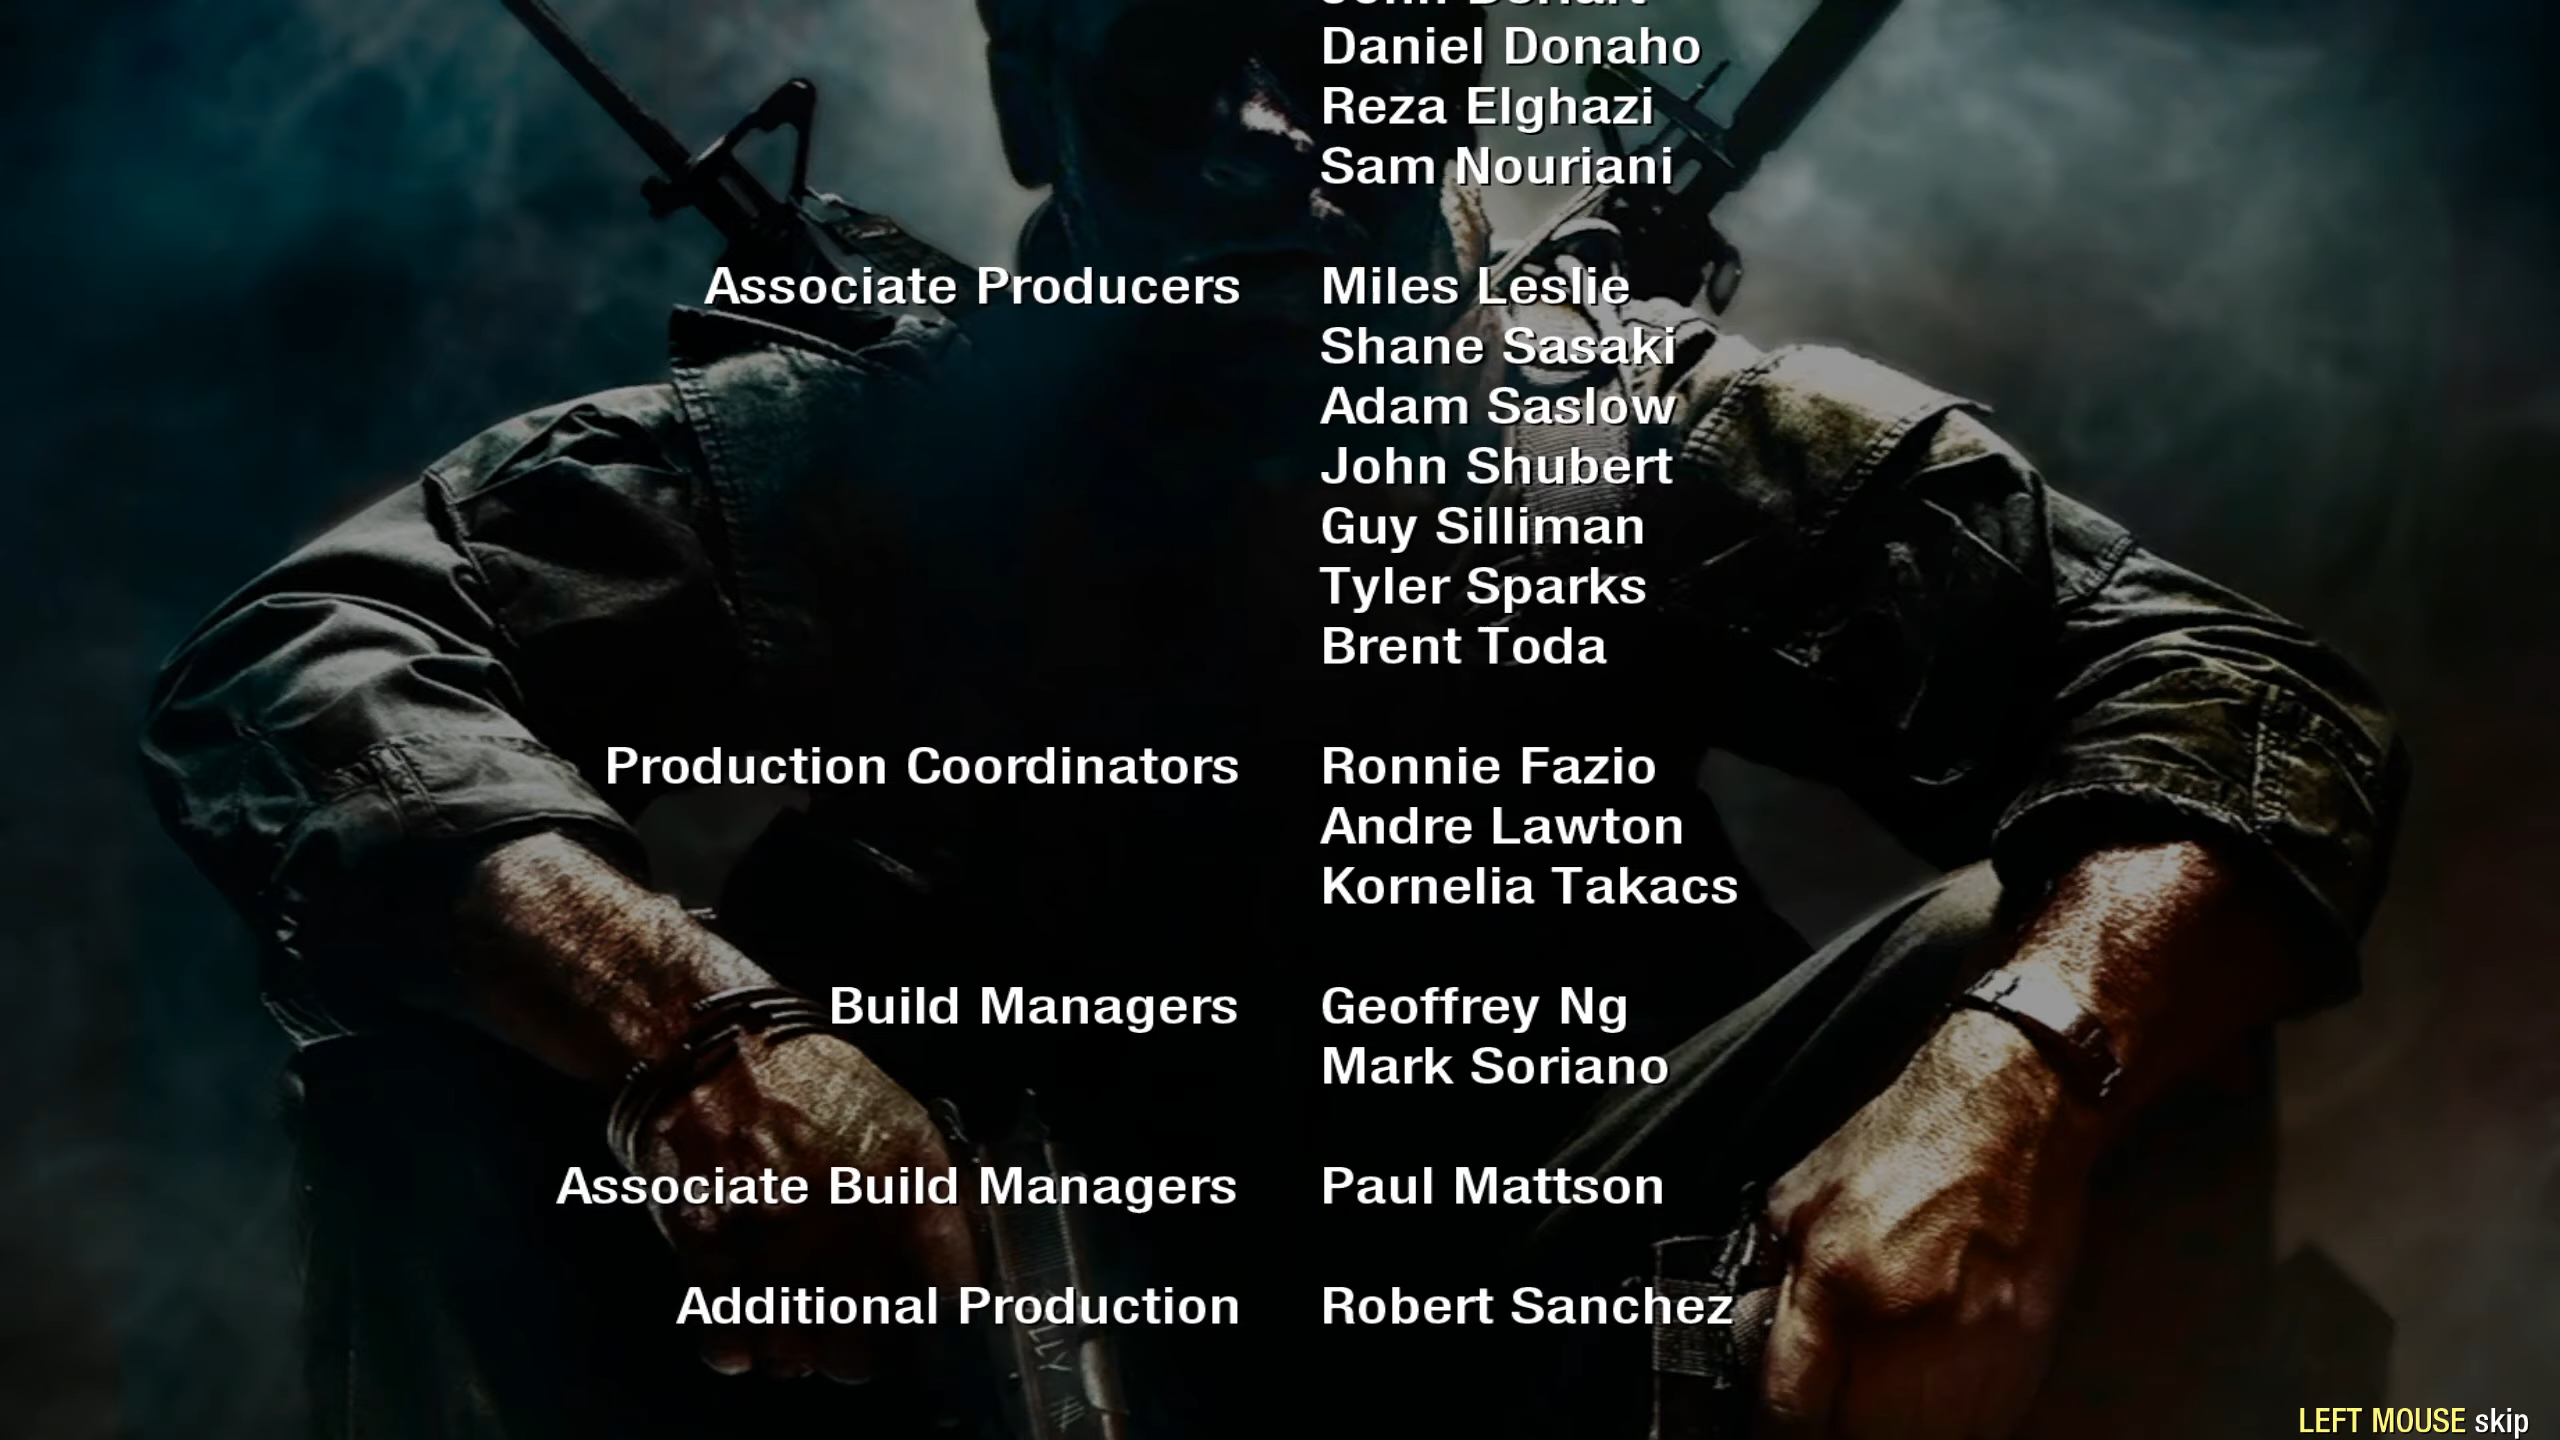 Daniel Donaho
Reza Elghazi
Sam Nouriani
Associate Producers Miles Leslie
Shane Sasaki
Adam Saslow
John Shubert
Guy Silliman
Tyler Sparks
Brent Toda
Production Coordinators Ronnie Fazio
Andre Lawton
Kornelia Takacs
Build Managers Geoffrey Ng
Mark Soriano
Associate Build Managers Paul Mattson
Additional Production Robert Sanchez
LEFT MOUSE skip